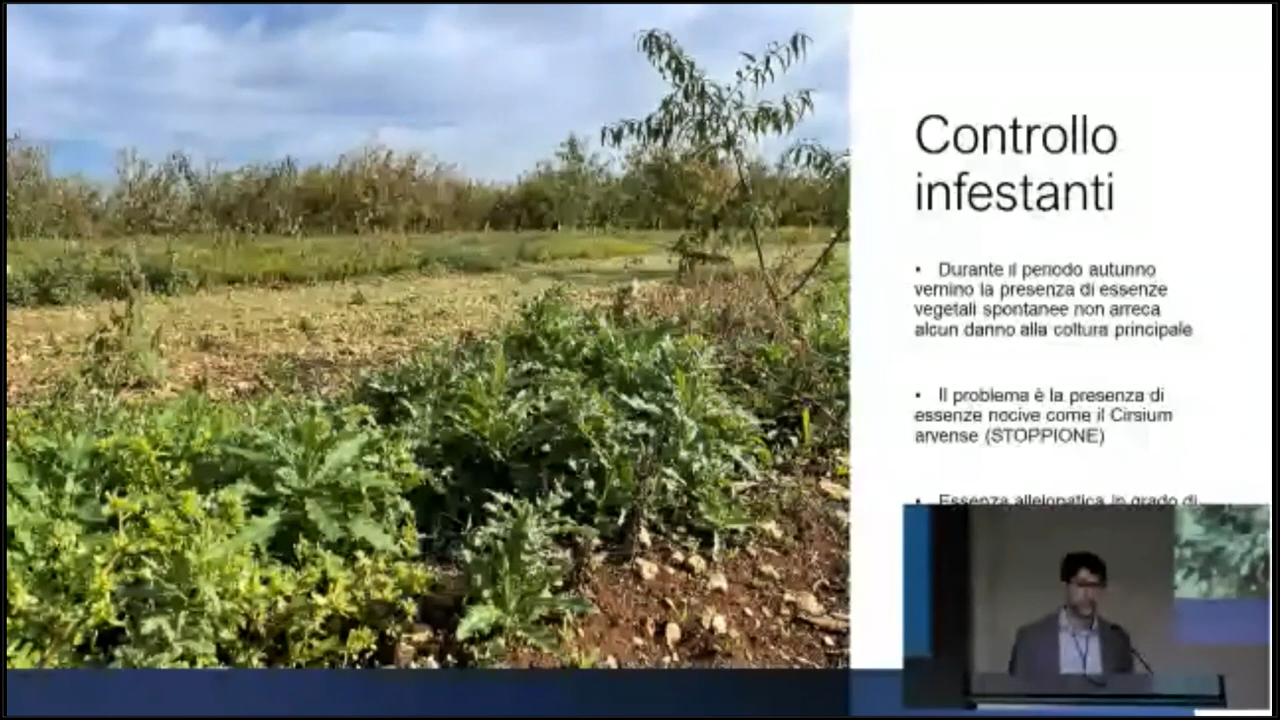 Controllo
infestanti
• Durante il periodo autunno
vernino la presenza di essenze
vegetali spontanee non arreca
alcun danno alla coltura principale
• Il problema è la presenza di
essenze nocive come il Cirsium
arvense (STOPPIONE)
• Essenza allelopatica in grado di